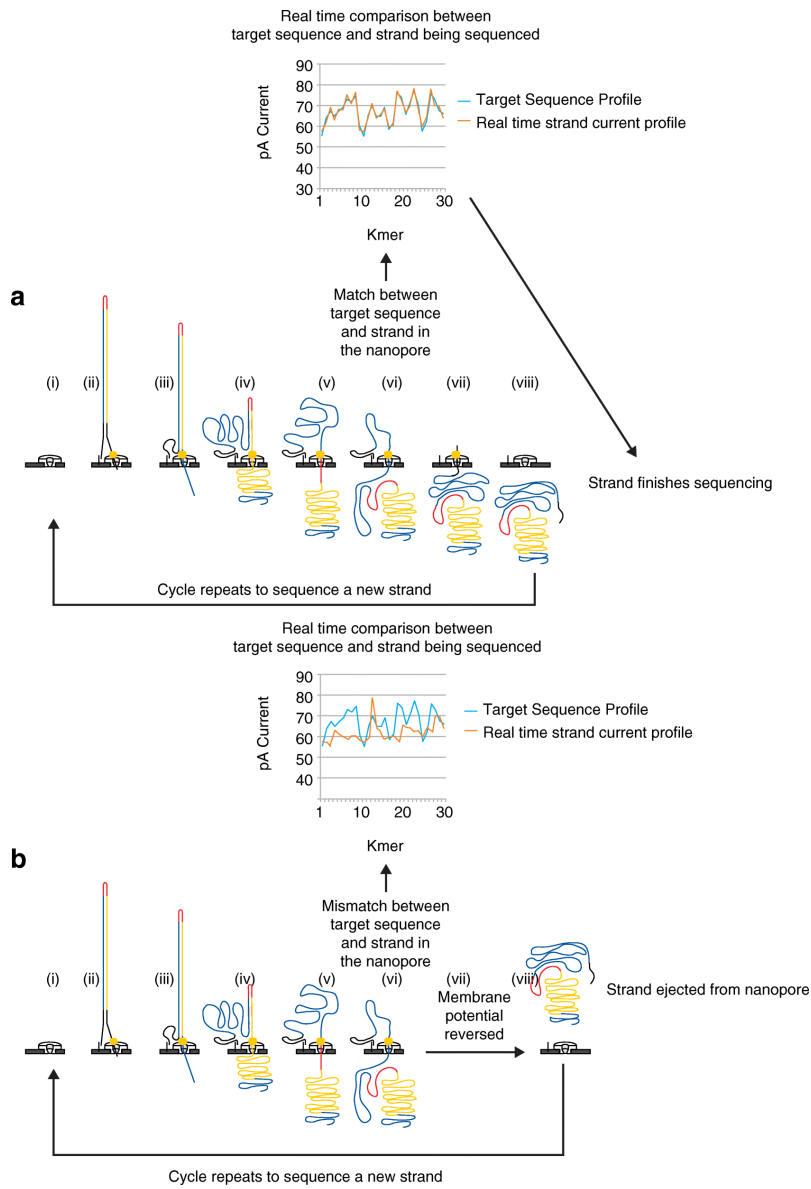 Real time comparison between
target sequence and strand being sequenced
90
80
70
60
50
40
30
pA Current
1 10 20 30
Kmer
Target Sequence Profile
Real time strand current profile
a
Match between
target sequence
and strand in
the nanopore
(i) (ii) (iii) (iv) (v) (vi) (vii) (viii)
Strand finishes sequencing
Cycle repeats to sequence a new strand
Real time comparison between
target sequence and strand being sequenced
90
80
70
60
50
40
pA Current
1 10 20 30
Kmer
Target Sequence Profile
Real time strand current profile
b
Mismatch between
target sequence
and strand in
the nanopore
(i) (ii) (iii) (iv) (v) (vi) (vii) (viii)
Membrane
potential
reversed
Strand ejected from nanopore
Cycle repeats to sequence a new strand